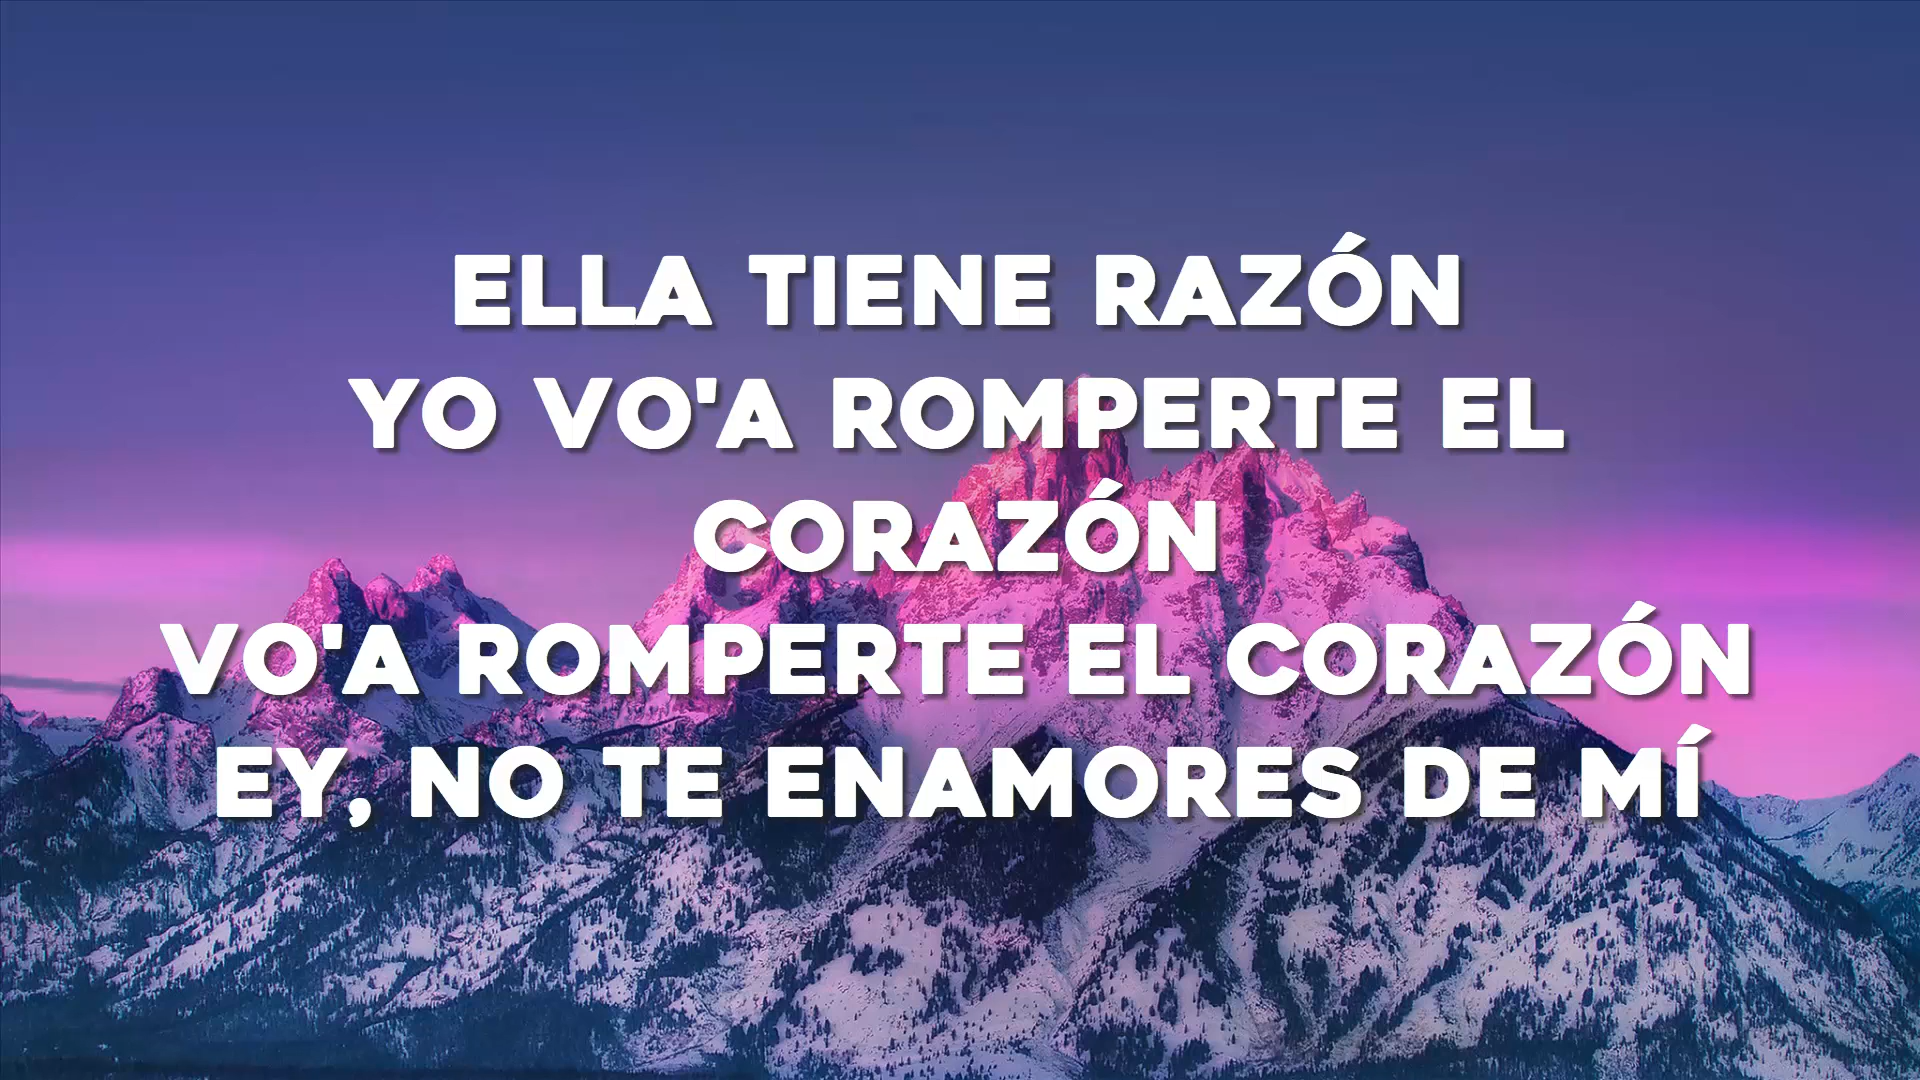 ELLA TIENE RAZÓN
YO VO'A ROMPERTE EL
CORAZÓN
VO'A ROMPERTE EL CORAZÓN
EY, NO TE ENAMORES DE MÍ